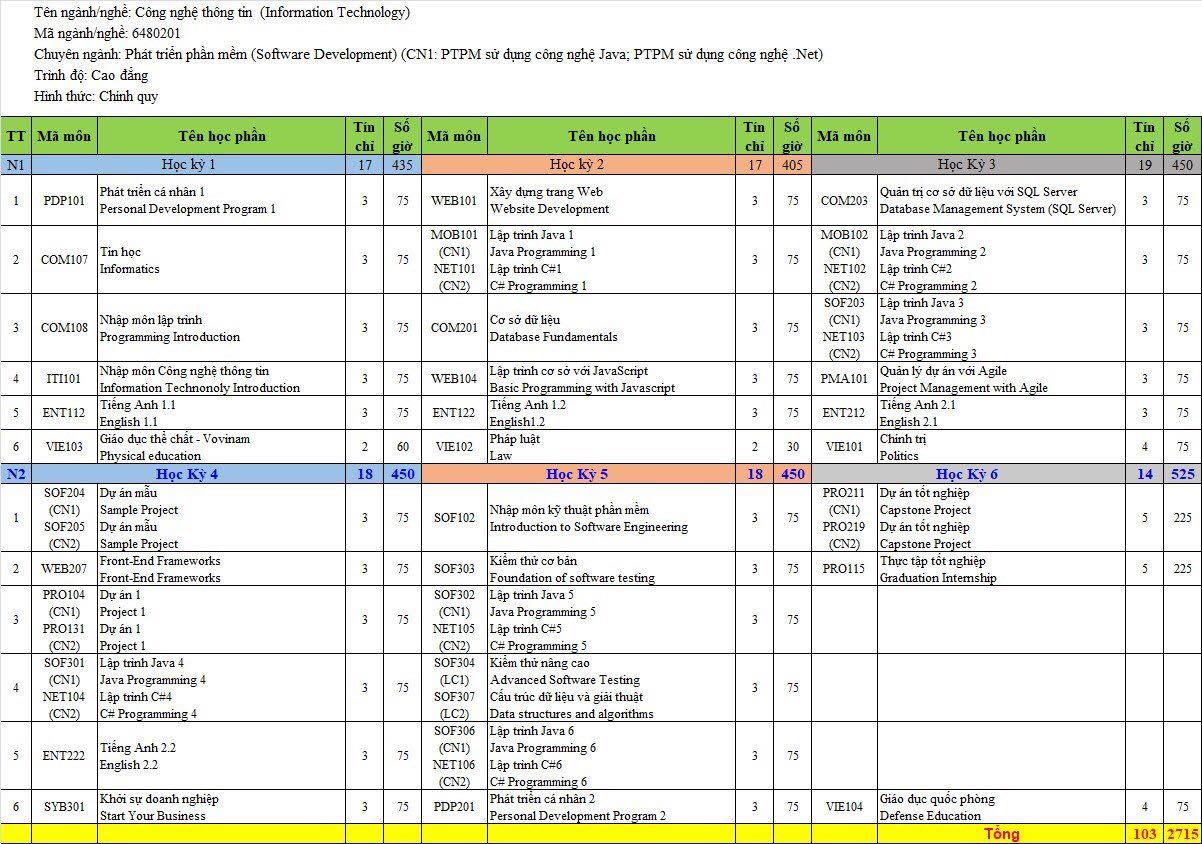 Tên ngành/nghề: Công nghệ thông tin (Information Technology)
Mã ngành/nghề: 6480201
Chuyên ngành: Phát triển phần mềm (Software Development) (CN1: PTPM sử dụng công nghệ Java; PTPM sử dụng công nghệ .Net)
Trình độ: Cao đẳng
Hình thức: Chính quy
TT Mã môn Tên học phần Tín chỉ Số giờ Mã môn Tên học phần Tín chỉ Số giờ Mã môn Tên học phần Tín chỉ Số giờ
N1 Học kỳ 1 17 435 Học kỳ 2 17 405 Học Kỳ 3 19 450
1 PDP101 Phát triển cá nhân 1 Personal Development Program 1 3 75 WEB101 Xây dựng trang Web Website Development 3 75 COM203 Quản trị cơ sở dữ liệu với SQL Server Database Management System (SQL Server) 3 75
2 COM107 Tin học Informatics 3 75 MOB101 (CN1) NET101 (CN2) Lập trình Java 1 Java Programming 1 Lập trình C#1 C# Programming 1 3 75 MOB102 (CN1) NET102 (CN2) Lập trình Java 2 Java Programming 2 Lập trình C#2 C# Programming 2 3 75
3 COM108 Nhập môn lập trình Programming Introduction 3 75 COM201 Cơ sở dữ liệu Database Fundamentals 3 75 SOF203 (CN1) NET103 (CN2) Lập trình Java 3 Java Programming 3 Lập trình C#3 C# Programming 3 3 75
4 ITI101 Nhập môn Công nghệ thông tin Information Technonoly Introduction 3 75 WEB104 Lập trình cơ sở với JavaScript Basic Programming with Javascript 3 75 PMA101 Quản lý dự án với Agile Project Management with Agile 3 75
5 ENT112 Tiếng Anh 1.1 English 1.1 3 75 ENT122 Tiếng Anh 1.2 English1.2 3 75 ENT212 Tiếng Anh 2.1 English 2.1 3 75
6 VIE103 Giáo dục thể chất - Vovinam Physical education 2 60 VIE102 Pháp luật Law 2 30 VIE101 Chính trị Politics 4 75
N2 Học Kỳ 4 18 450 Học Kỳ 5 18 450 Học Kỳ 6 14 525
1 SOF204 (CN1) SOF205 (CN2) Dự án mẫu Sample Project Dự án mẫu Sample Project 3 75 SOF102 Nhập môn kỹ thuật phần mềm Introduction to Software Engineering 3 75 PRO211 (CN1) PRO219 (CN2) Dự án tốt nghiệp Capstone Project Dự án tốt nghiệp Capstone Project 5 225
2 WEB207 Front-End Frameworks Front-End Frameworks 3 75 SOF303 Kiểm thử cơ bản Foundation of software testing 3 75 PRO115 Thực tập tốt nghiệp Graduation Internship 5 225
3 PRO104 (CN1) PRO131 (CN2) Dự án 1 Project 1 Dự án 1 Project 1 3 75 SOF302 (CN1) NET105 (CN2) Lập trình Java 5 Java Programming 5 Lập trình C#5 C# Programming 5 3 75
4 SOF301 (CN1) NET104 (CN2) Lập trình Java 4 Java Programming 4 Lập trình C#4 C# Programming 4 3 75 SOF304 (LC1) SOF307 (LC2) Kiểm thử nâng cao Advanced Software Testing Cấu trúc dữ liệu và giải thuật Data structures and algorithms 3 75
5 ENT222 Tiếng Anh 2.2 English 2.2 3 75 SOF306 (CN1) NET106 (CN2) Lập trình Java 6 Java Programming 6 Lập trình C#6 C# Programming 6 3 75
6 SYB301 Khởi sự doanh nghiệp Start Your Business 3 75 PDP201 Phát triển cá nhân 2 Personal Development Program 2 3 75 VIE104 Giáo dục quốc phòng Defense Education 4 75
Tổng 103 2715